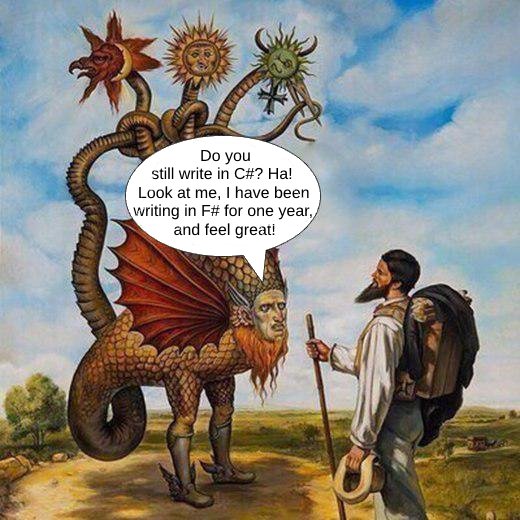 Do you
still write in C#? Ha!
Look at me, I have been
writing in F# for one year,
and feel great!